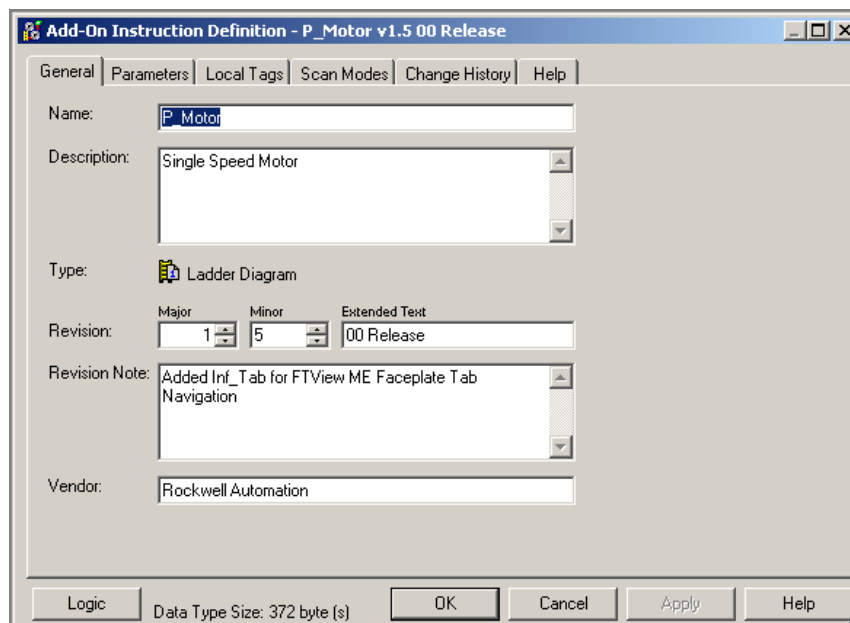 Add-On Instruction Definition - P_Motor v1.5 00 Release
General Parameters Local Tags Scan Modes Change History Help
Name: P_Motor
Description: Single Speed Motor
Type: Ladder Diagram
Major Minor Extended Text
Revision: 1 5 00 Release
Revision Note: Added Inf_Tab for FTView ME Faceplate Tab
Navigation
Vendor: Rockwell Automation
Logic Data Type Size: 372 byte (s) OK Cancel Apply Help